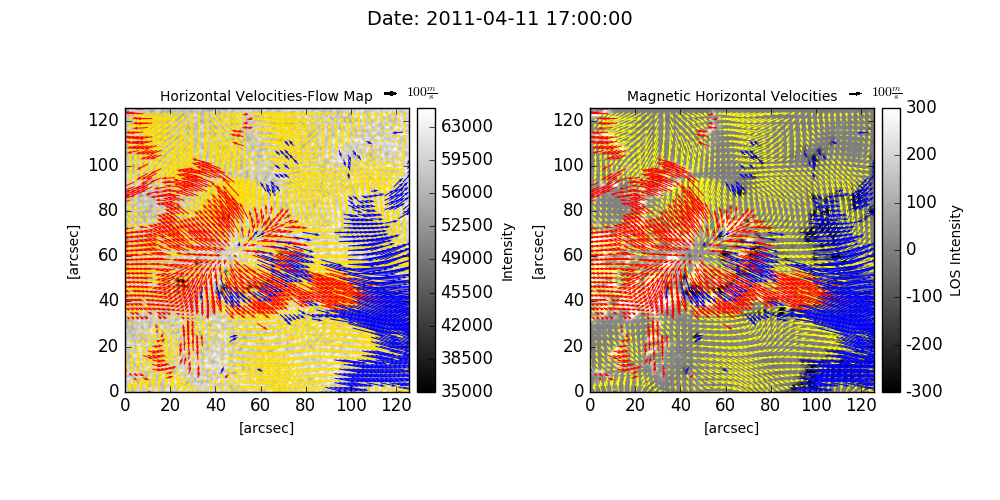 Date: 2011-04-11 17:00:00
Horizontal Velocities-Flow Map
100 m/s
Magnetic Horizontal Velocities
100 m/s
120
100
80
60
40
20
0
[arcsec]
0 20 40 60 80 100 120
[arcsec]
63000
59500
56000
52500
49000
45500
42000
38500
35000
Intensity
120
100
80
60
40
20
0
[arcsec]
0 20 40 60 80 100 120
[arcsec]
300
200
100
0
-100
-200
-300
LOS Intensity